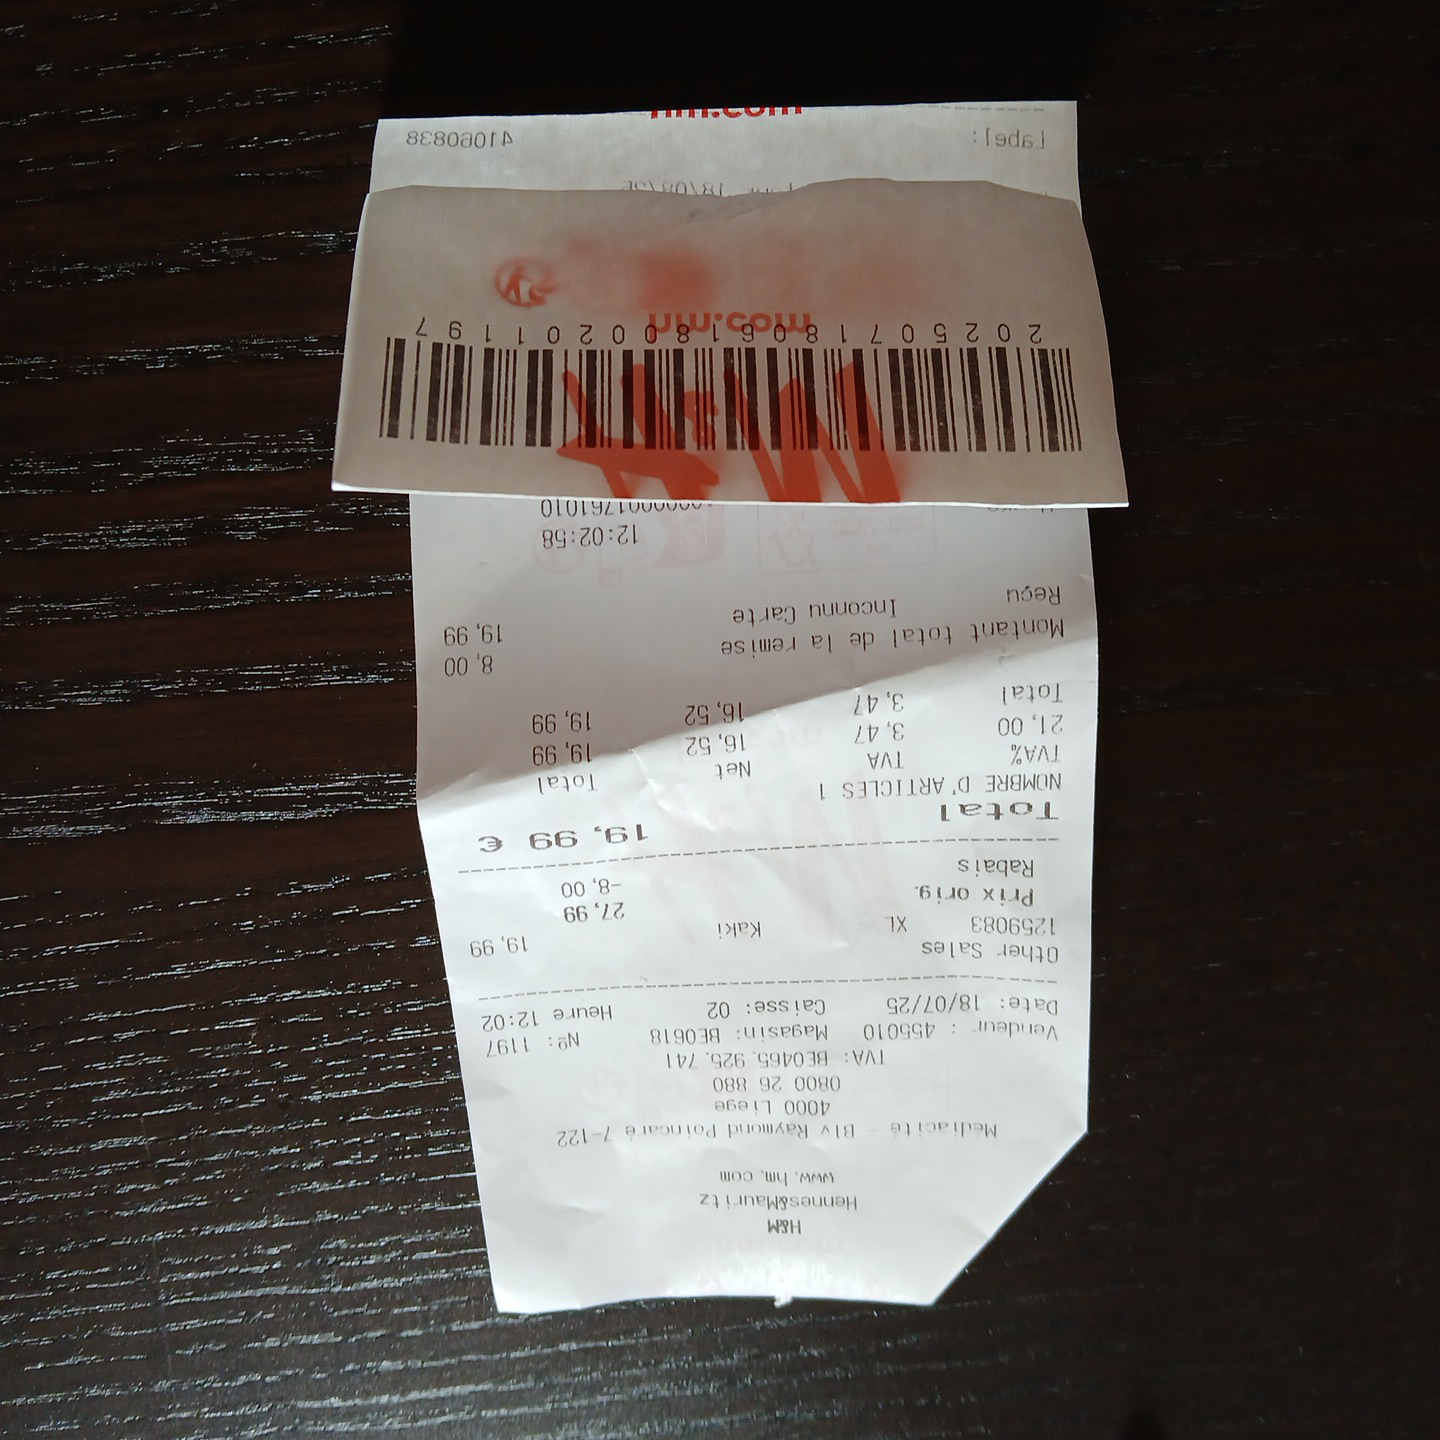 H&M
Hennes&Mauritz
www.hm.com
Médiacité - Blv Raymond Poincaré 7-122
4000 Liege
0800 26 880
TVA: BE0465.925.741
Vendeur : 455010 Magasin: BE0618 Nº: 1197
Date: 18/07/25 Caisse: 02 Heure 12:02
Other Sales
1259083 XL Kaki 19,99
Prix orig. 27,99
Rabais -8,00
Total 19,99 €
NOMBRE D'ARTICLES 1
TVA% TVA Net Total
21,00 3,47 16,52 19,99
Total 3,47 16,52 19,99
Montant total de la remise 8,00
Reçu Inconnu Carte 19,99
12:02:58
H&M
2025071806180002011197
hm.com
Label: 41060838
hm.com